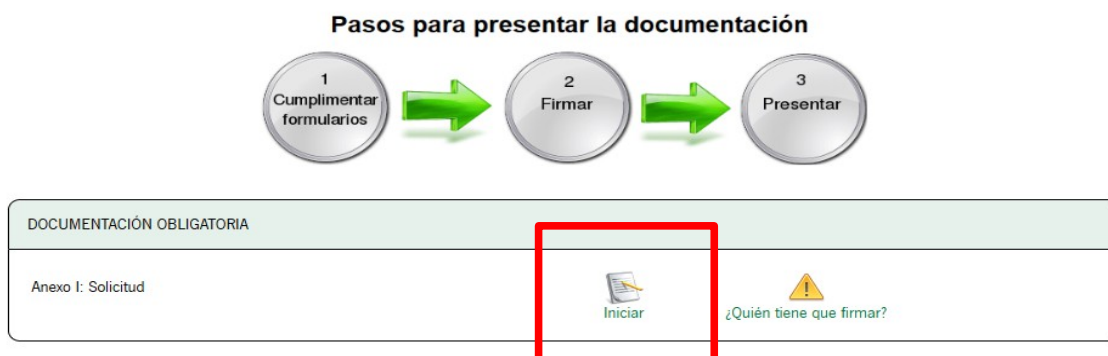 Pasos para presentar la documentación
1
Cumplimentar
formularios
2
Firmar
3
Presentar
DOCUMENTACIÓN OBLIGATORIA
Anexo I: Solicitud
Iniciar
¿Quién tiene que firmar?